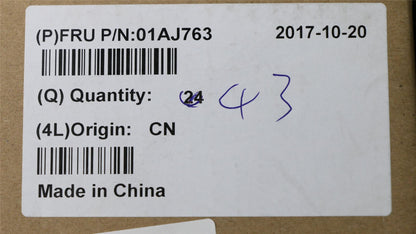 (P)FRU P/N:01AJ763 2017-10-20
(Q) Quantity: 24 43
(4L)Origin: CN
Made in China